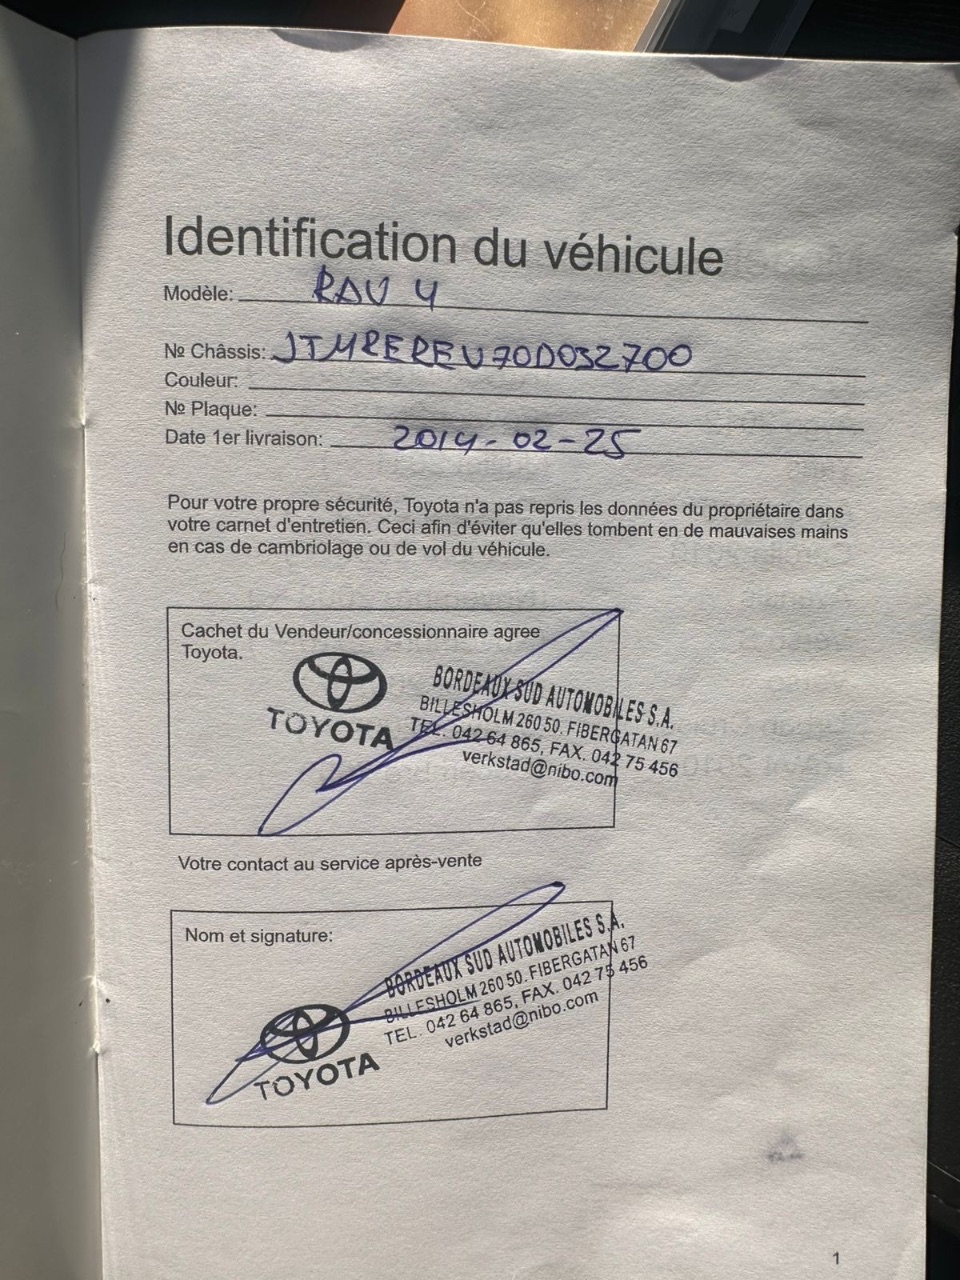 Identification du véhicule
Modèle: RAV 4
№ Châssis: JTMREREV70D032700
Couleur:
№ Plaque:
Date 1er livraison: 2014-02-25
Pour votre propre sécurité, Toyota n'a pas repris les données du propriétaire dans
votre carnet d'entretien. Ceci afin d'éviter qu'elles tombent en de mauvaises mains
en cas de cambriolage ou de vol du véhicule.
Cachet du Vendeur/concessionnaire agree
Toyota.
TOYOTA
BORDEAUX SUD AUTOMOBILES S.A.
BILLESHOLM 260 50. FIBERGATAN 67
TEL. 042 64 865, FAX. 042 75 456
verkstad@nibo.com
Votre contact au service après-vente
Nom et signature:
BORDEAUX SUD AUTOMOBILES S.A.
BILLESHOLM 260 50. FIBERGATAN 67
TEL. 042 64 865, FAX. 042 75 456
verkstad@nibo.com
TOYOTA
1